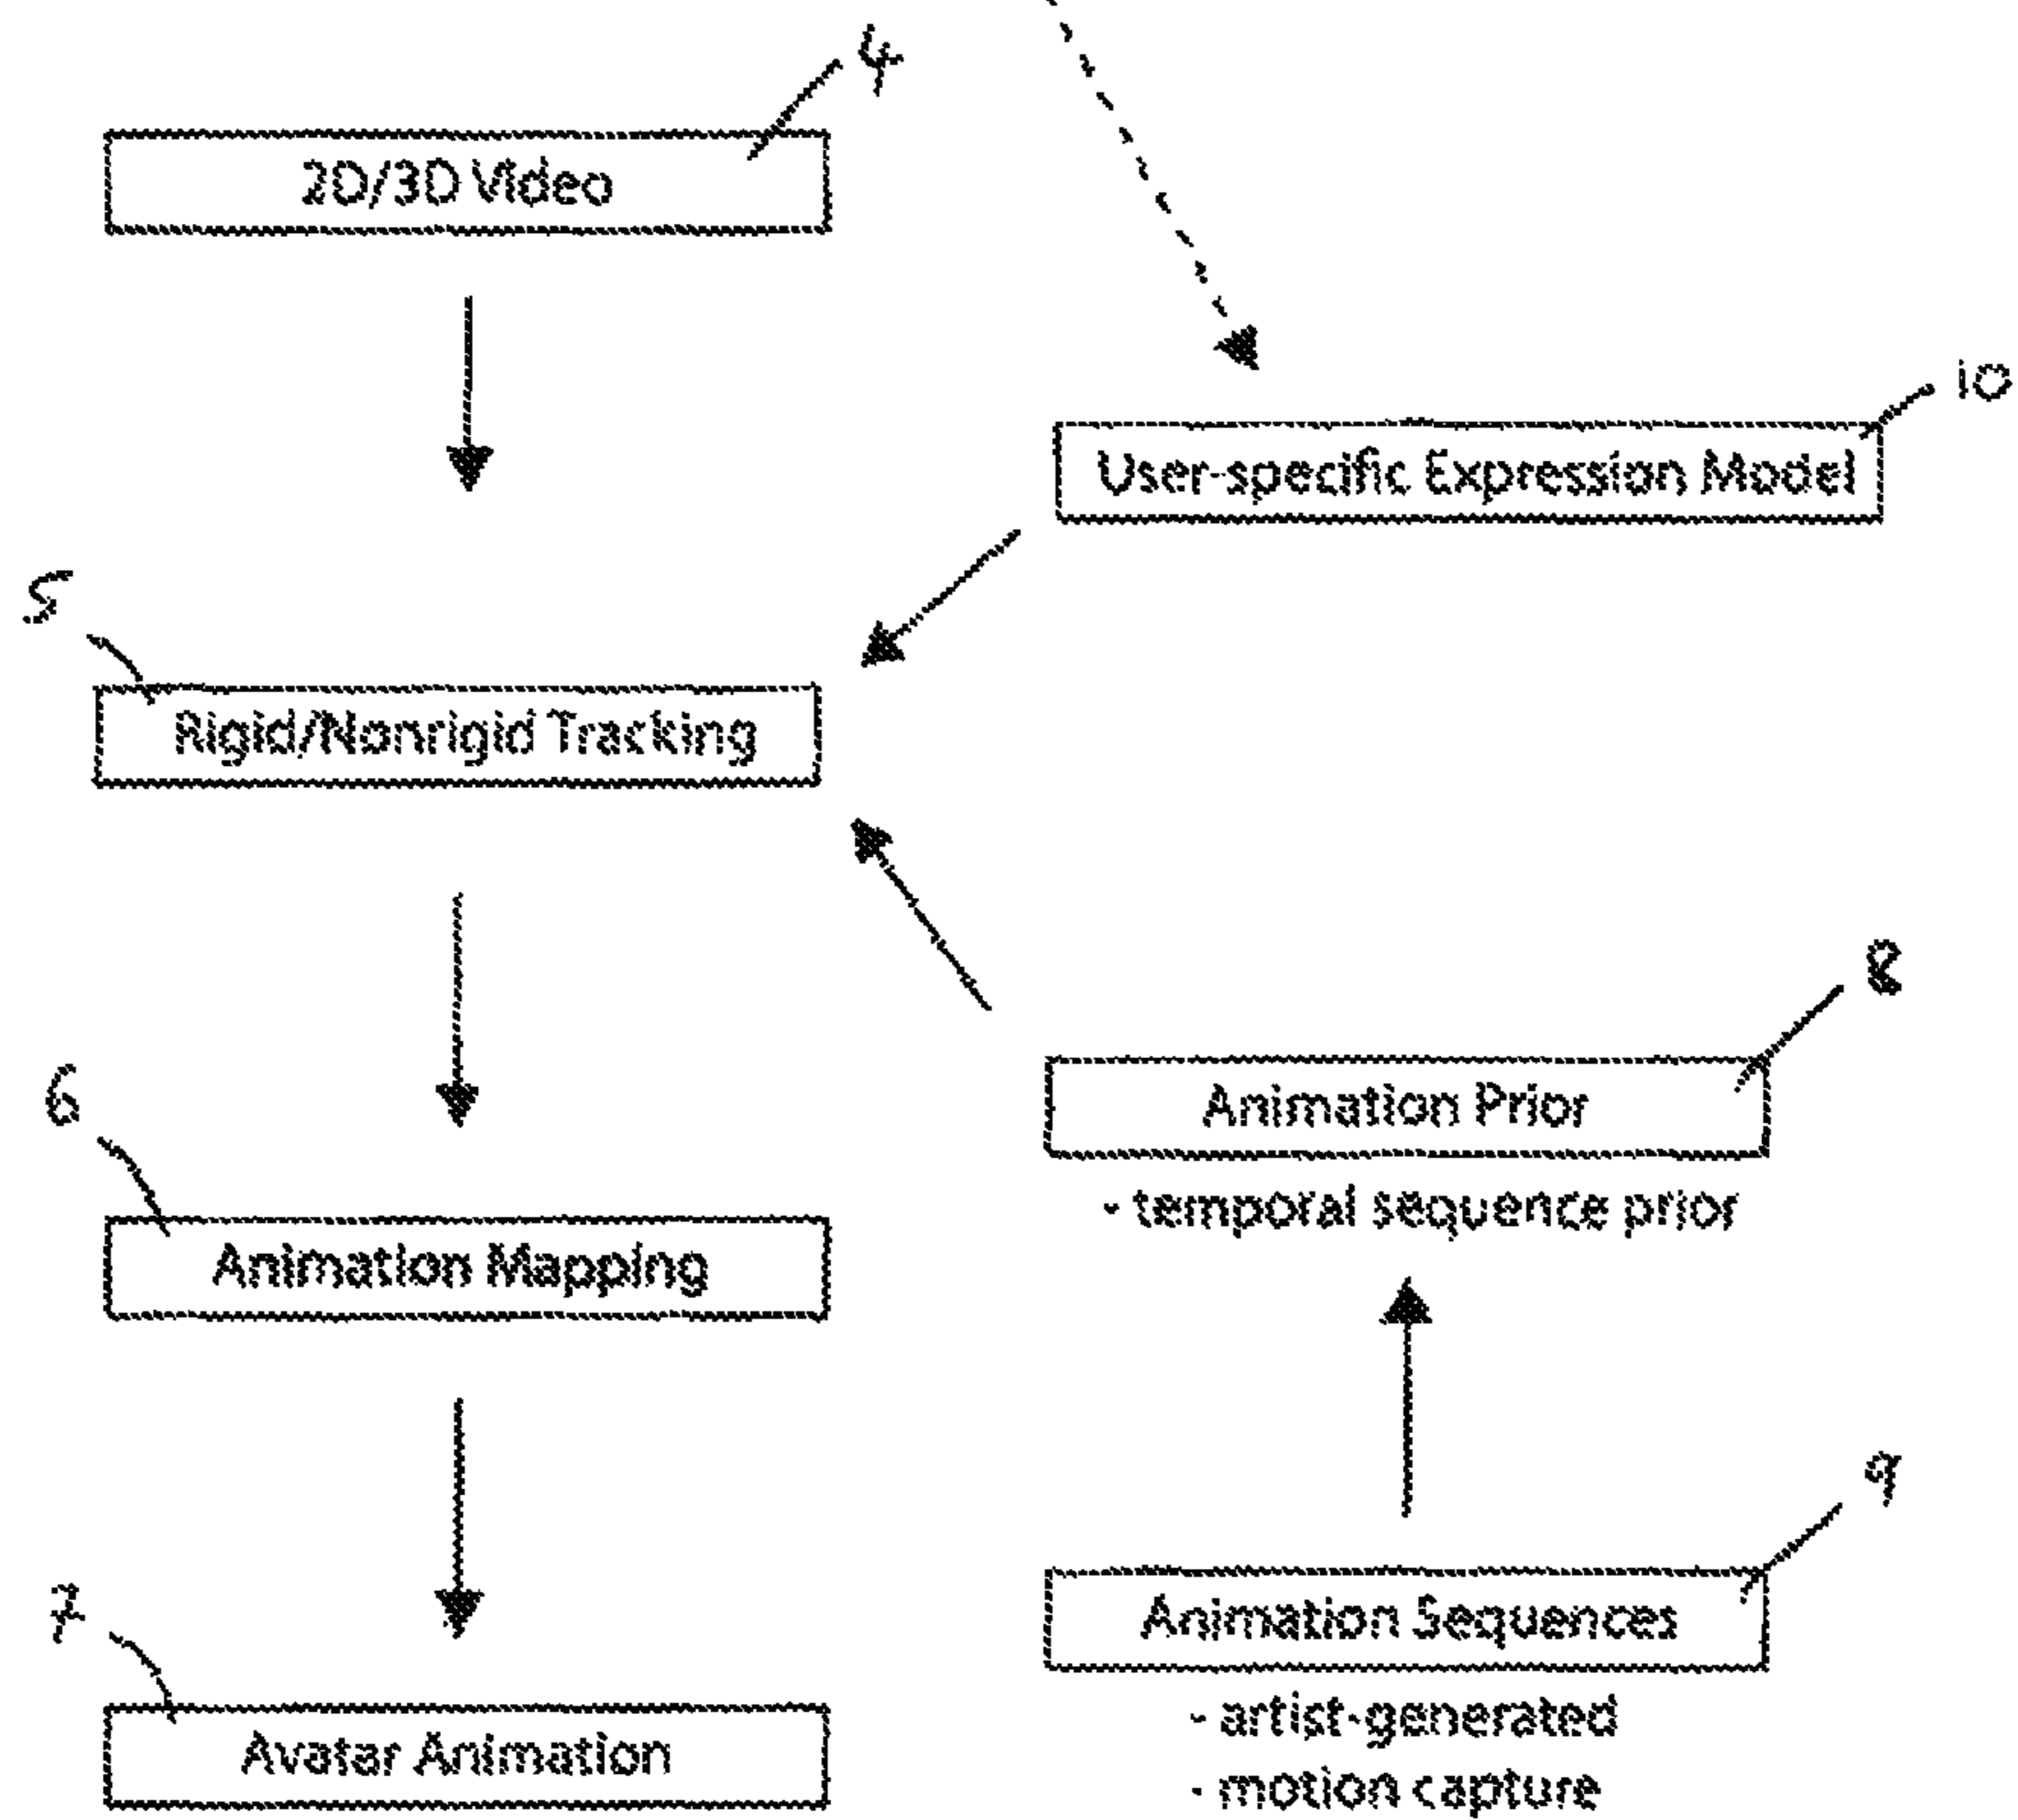 4
2D/3D Video
10
User-specific Expression Model
5
Rigid/Nonrigid Tracking
8
6
Animation Prior
- temporal sequence prior
Animation Mapping
9
7
Animation Sequences
- artist-generated
Avatar Animation
- motion capture